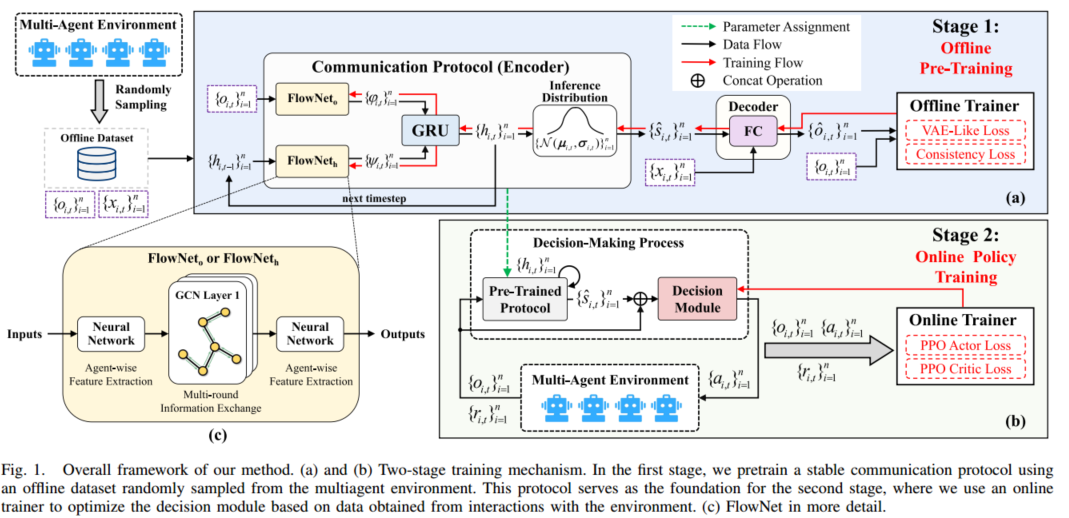 Multi-Agent Environment
Randomly
Sampling
Offline Dataset
{o_{i,t}}_{i=1}^n {x_{i,t}}_{i=1}^n
Stage 1:
Offline
Pre-Training
Parameter Assignment
Data Flow
Training Flow
Concat Operation
Communication Protocol (Encoder)
{o_{i,t}}_{i=1}^n
FlowNet_o
{φ_{i,t}}_{i=1}^n
{h_{i,t-1}}_{i=1}^n
FlowNet_h
{ψ_{i,t}}_{i=1}^n
GRU
{h_{i,t}}_{i=1}^n
next timestep
Inference
Distribution
{N(μ_{i,t}, σ_{i,t})}_{i=1}^n
{ŝ_{i,t}}_{i=1}^n
{x_{i,t}}_{i=1}^n
Decoder
FC
{ô_{i,t}}_{i=1}^n
{o_{i,t}}_{i=1}^n
Offline Trainer
VAE-Like Loss
Consistency Loss
(a)
FlowNet_o or FlowNet_h
GCN Layer 1
Inputs
Neural
Network
Neural
Network
Outputs
Agent-wise
Feature Extraction
Multi-round
Information Exchange
Agent-wise
Feature Extraction
(c)
Stage 2:
Online Policy
Training
Decision-Making Process
{h_{i,t}}_{i=1}^n
Pre-Trained
Protocol
{ŝ_{i,t}}_{i=1}^n
Decision
Module
{o_{i,t}}_{i=1}^n
{r_{i,t}}_{i=1}^n
Multi-Agent Environment
{a_{i,t}}_{i=1}^n
{o_{i,t}}_{i=1}^n {a_{i,t}}_{i=1}^n
{r_{i,t}}_{i=1}^n
Online Trainer
PPO Actor Loss
PPO Critic Loss
(b)
Fig. 1. Overall framework of our method. (a) and (b) Two-stage training mechanism. In the first stage, we pretrain a stable communication protocol using
an offline dataset randomly sampled from the multiagent environment. This protocol serves as the foundation for the second stage, where we use an online
trainer to optimize the decision module based on data obtained from interactions with the environment. (c) FlowNet in more detail.